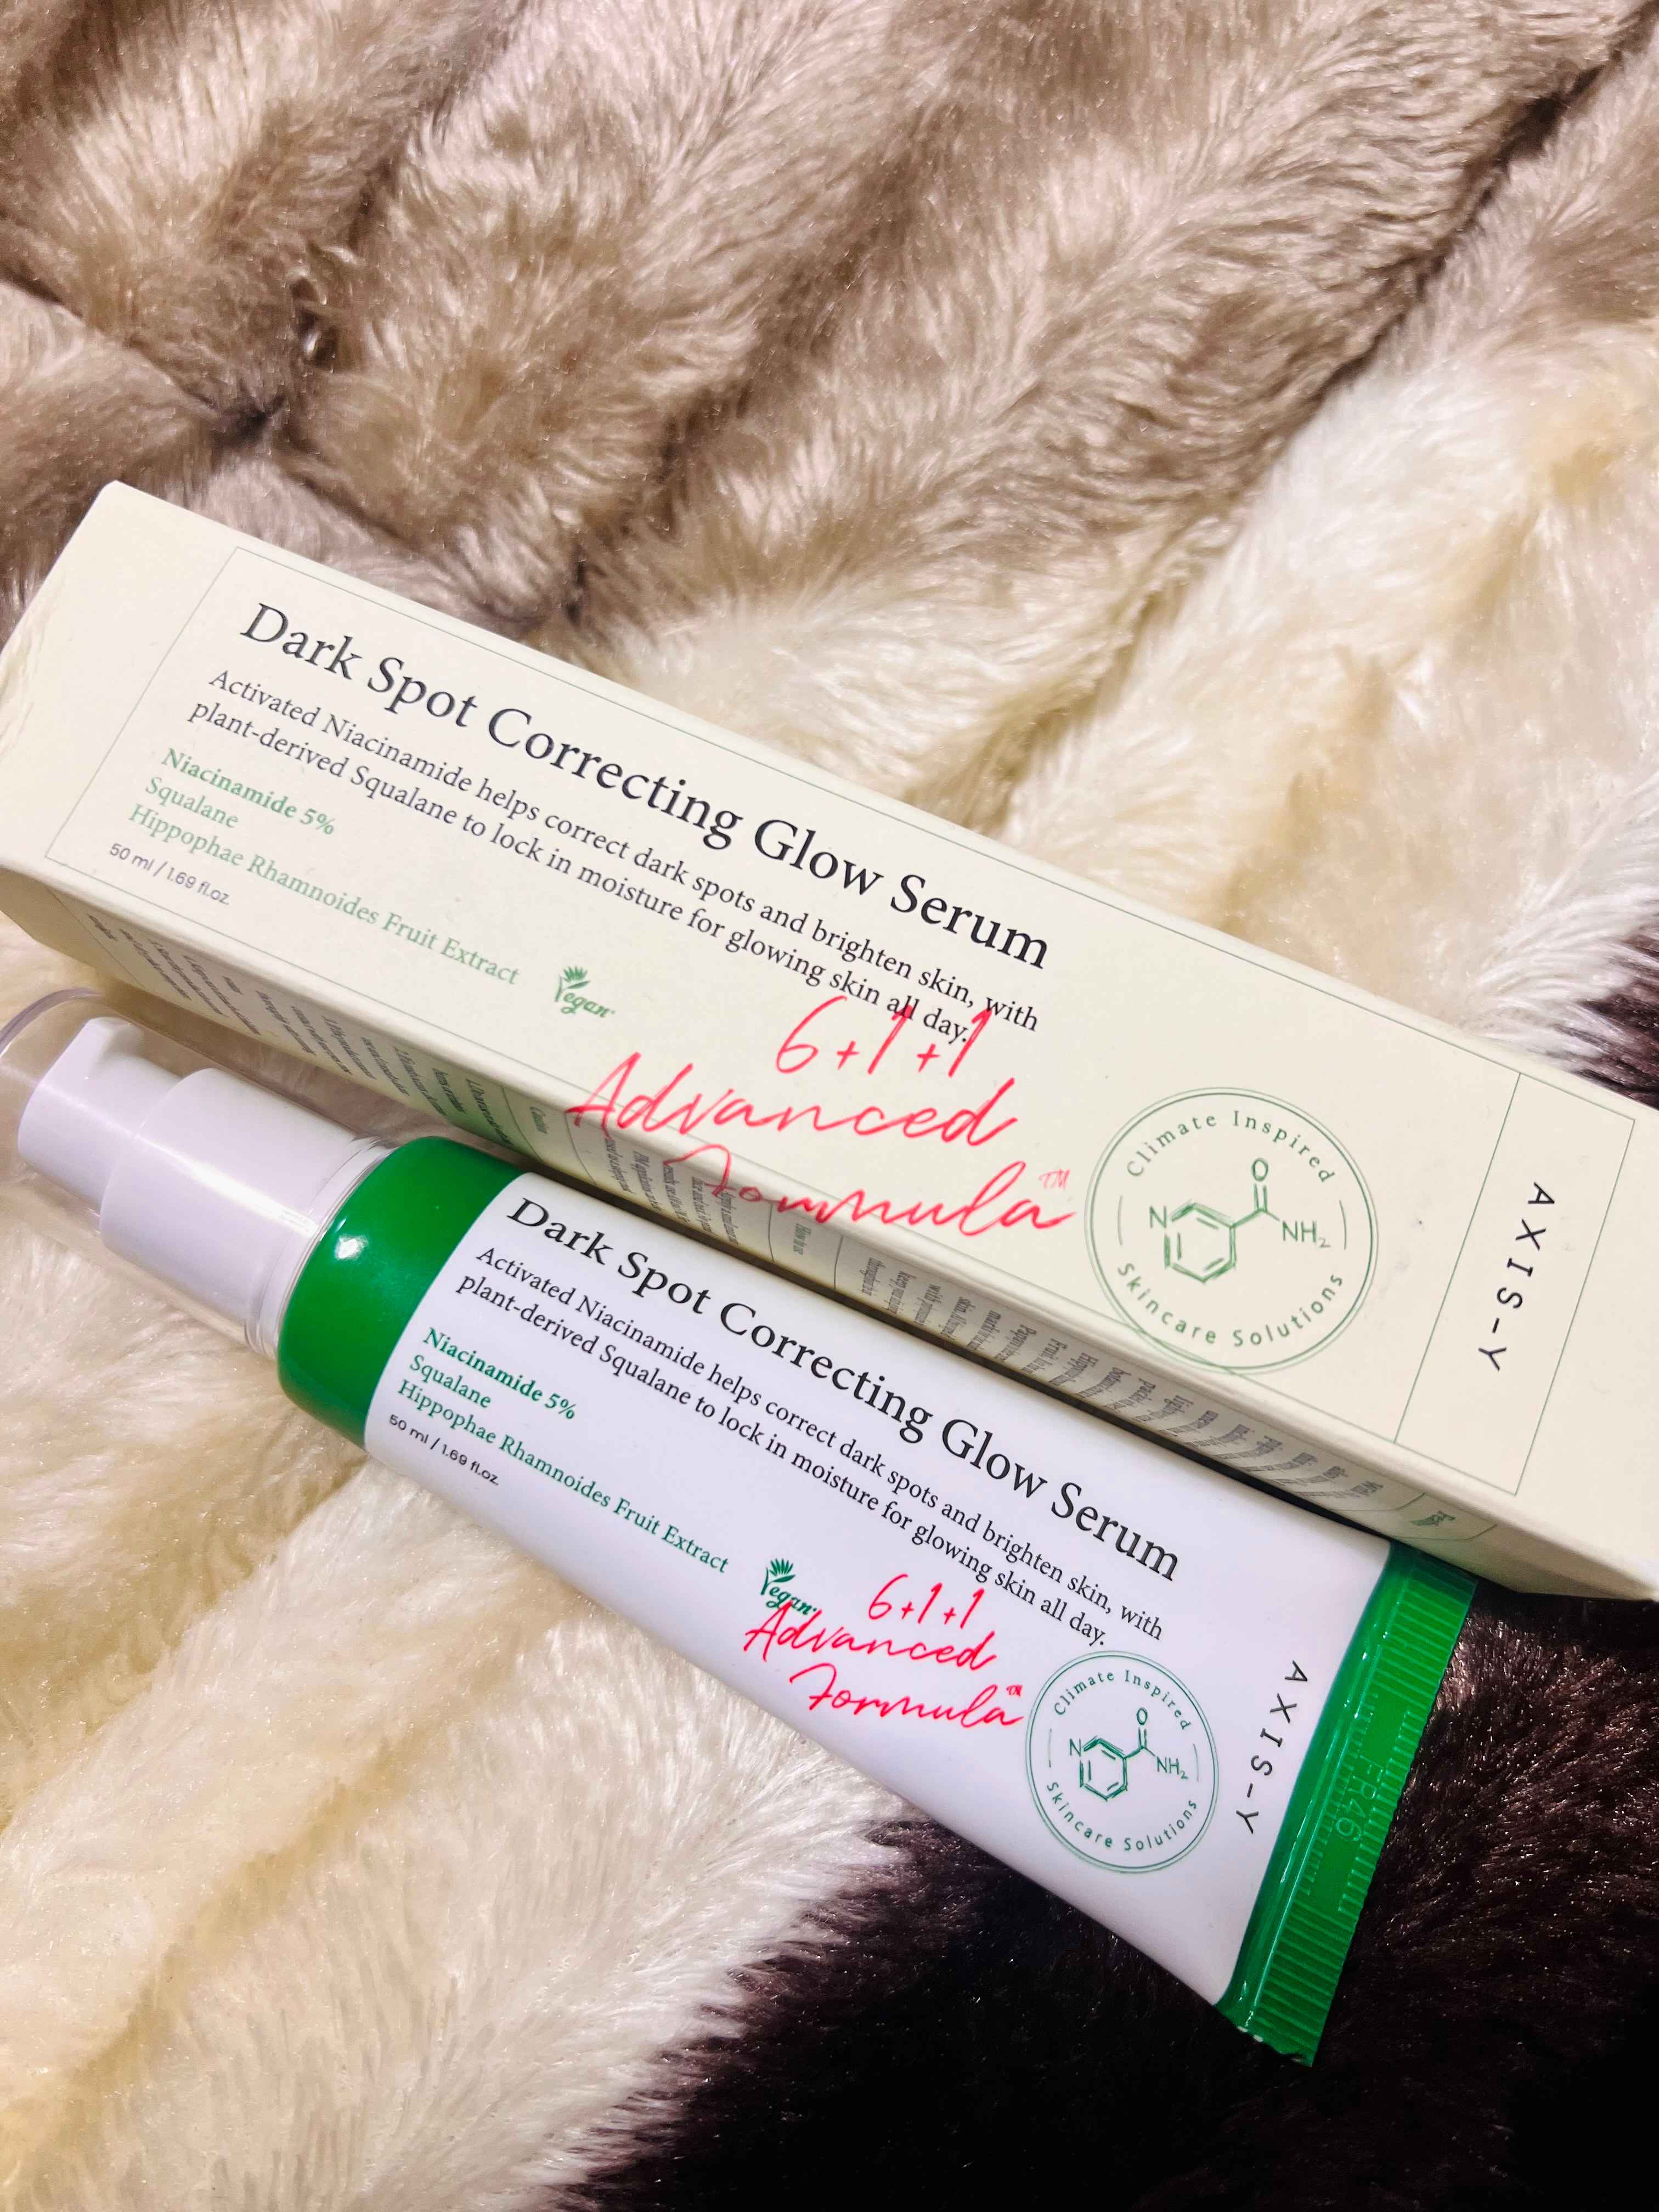 Dark Spot Correcting Glow Serum
Activated Niacinamide helps correct dark spots and brighten skin, with
plant-derived Squalane to lock in moisture for glowing skin all day.
Niacinamide 5%
Squalane
Hippophae Rhamnoides Fruit Extract
50 ml / 1.69 fl.oz.
Vegan
6+1+1
Advanced
Formula™
Climate Inspired
N O NH₂
Skincare Solutions
AXIS-Y
Dark Spot Correcting Glow Serum
Activated Niacinamide helps correct dark spots and brighten skin, with
plant-derived Squalane to lock in moisture for glowing skin all day.
Niacinamide 5%
Squalane
Hippophae Rhamnoides Fruit Extract
50 ml / 1.69 fl.oz.
Vegan
6+1+1
Advanced
Formula™
Climate Inspired
N O NH₂
Skincare Solutions
AXIS-Y
FR46